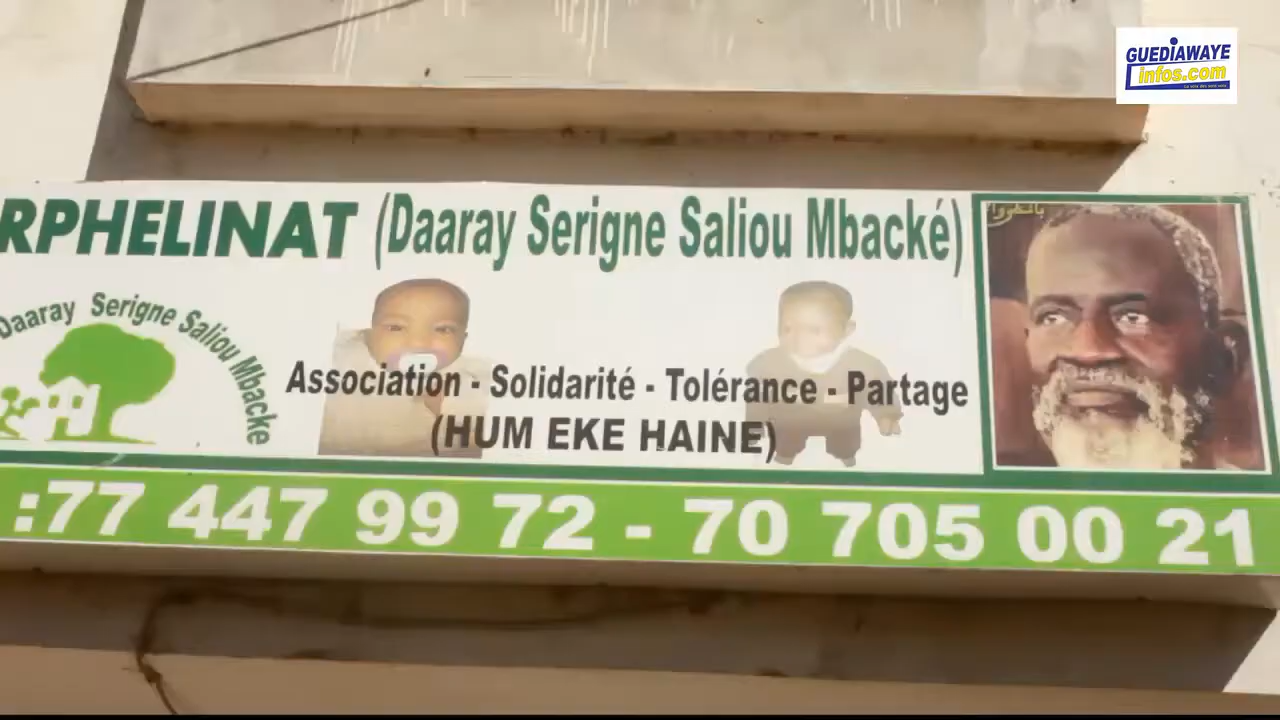 GUEDIAWAYE
infos.com
RPHELINAT (Daaray Serigne Saliou Mbacké)
Daaray Serigne Saliou Mbacke
Association - Solidarité - Tolérance - Partage
(HUM EKE HAINE)
:77 447 99 72 - 70 705 00 21